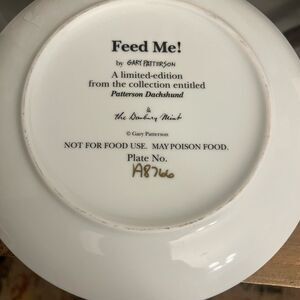 Feed Me!
by GARY PATTERSON
A limited-edition
from the collection entitled
Patterson Dachshund
&
the Danbury Mint
© Gary Patterson
NOT FOR FOOD USE. MAY POISON FOOD.
Plate No.
A8766